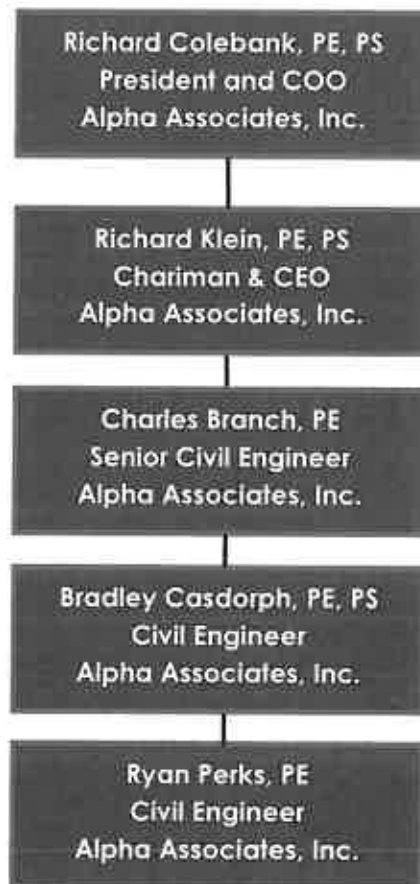 Richard Colebank, PE, PS
President and COO
Alpha Associates, Inc.
Richard Klein, PE, PS
Chariman & CEO
Alpha Associates, Inc.
Charles Branch, PE
Senior Civil Engineer
Alpha Associates, Inc.
Bradley Casdorph, PE, PS
Civil Engineer
Alpha Associates, Inc.
Ryan Perks, PE
Civil Engineer
Alpha Associates, Inc.